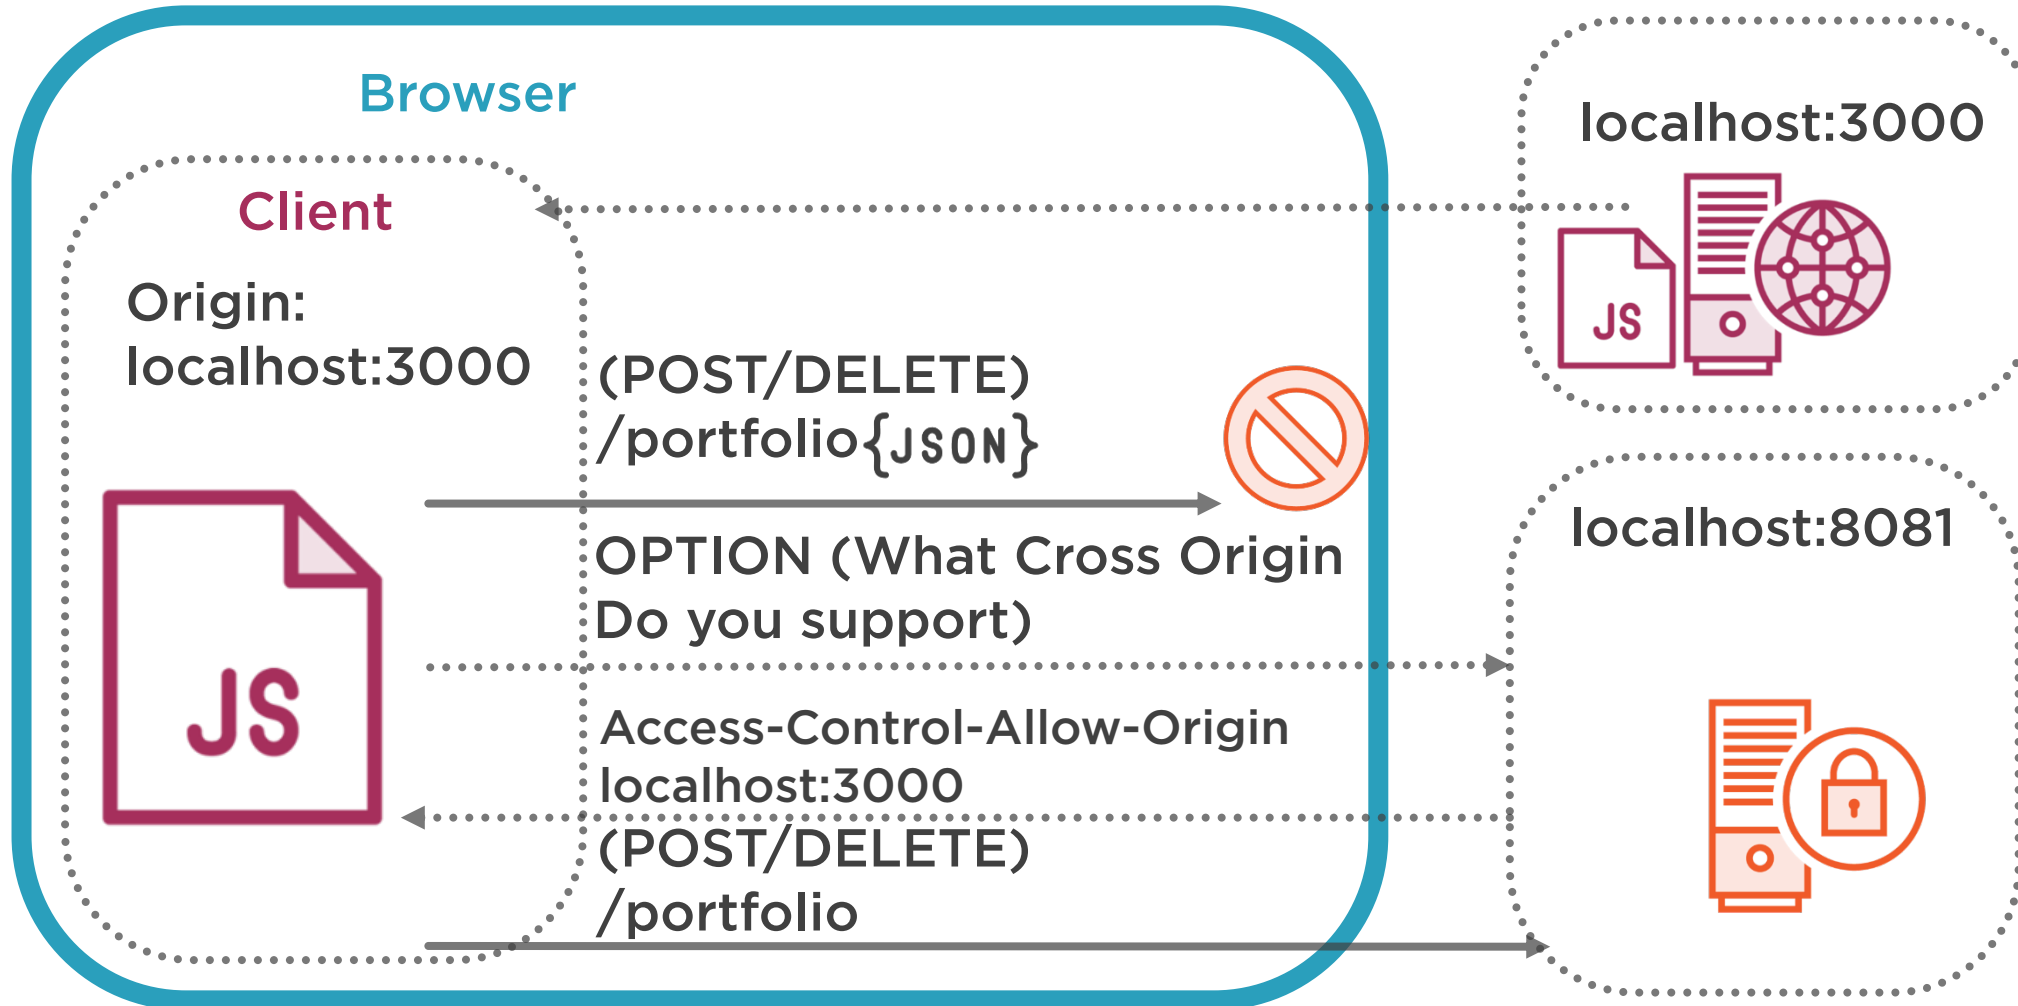 Browser
Client
Origin:
localhost:3000
(POST/DELETE)
/portfolio{JSON}
OPTION (What Cross Origin
Do you support)
Access-Control-Allow-Origin
localhost:3000
(POST/DELETE)
/portfolio
JS
localhost:3000
JS
localhost:8081